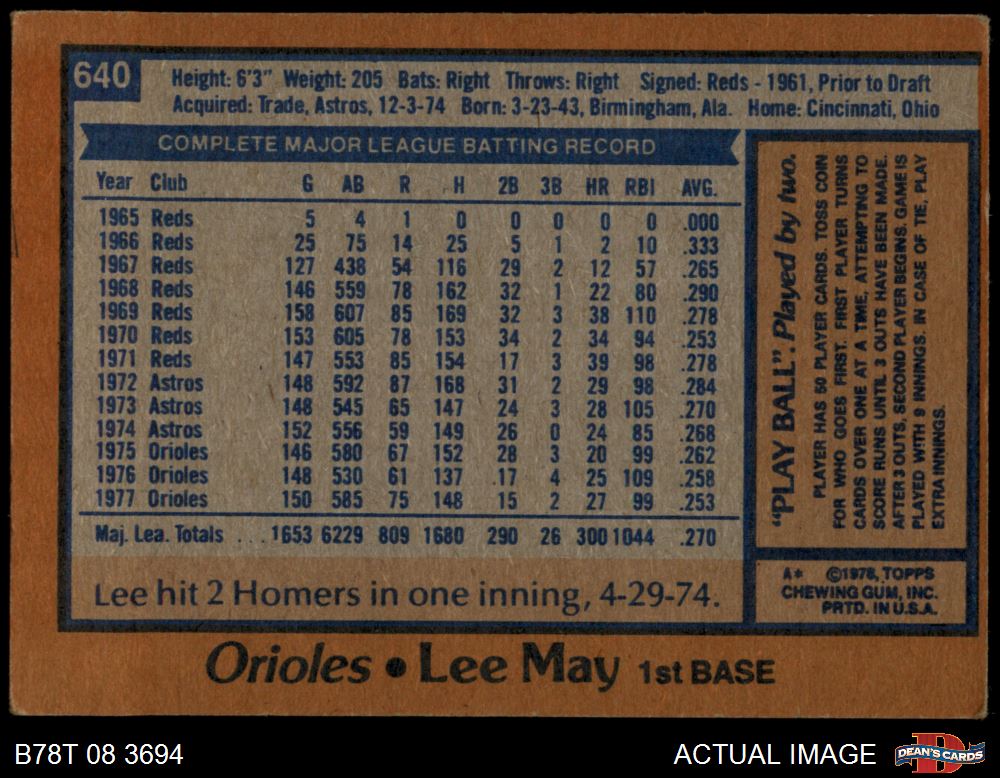 640
Height: 6'3" Weight: 205 Bats: Right Throws: Right Signed: Reds - 1961, Prior to Draft
Acquired: Trade, Astros, 12-3-74 Born: 3-23-43, Birmingham, Ala. Home: Cincinnati, Ohio
COMPLETE MAJOR LEAGUE BATTING RECORD
Year Club G AB R H 2B 3B HR RBI AVG.
1965 Reds 5 4 1 0 0 0 0 0 .000
1966 Reds 25 75 14 25 5 1 2 10 .333
1967 Reds 127 438 54 116 29 2 12 57 .265
1968 Reds 146 559 78 162 32 1 22 80 .290
1969 Reds 158 607 85 169 32 3 38 110 .278
1970 Reds 153 605 78 153 34 2 34 94 .253
1971 Reds 147 553 85 154 17 3 39 98 .278
1972 Astros 148 592 87 168 31 2 29 98 .284
1973 Astros 148 545 65 147 24 3 28 105 .270
1974 Astros 152 556 59 149 26 0 24 85 .268
1975 Orioles 146 580 67 152 28 3 20 99 .262
1976 Orioles 148 530 61 137 17 4 25 109 .258
1977 Orioles 150 585 75 148 15 2 27 99 .253
Maj. Lea. Totals ...1653 6229 809 1680 290 26 300 1044 .270
Lee hit 2 Homers in one inning, 4-29-74.
"PLAY BALL". Played by two.
PLAYER HAS 50 PLAYER CARDS. TOSS COIN
FOR WHO GOES FIRST. FIRST PLAYER TURNS
CARDS OVER ONE AT A TIME, ATTEMPTING TO
SCORE RUNS UNTIL 3 OUTS HAVE BEEN MADE.
AFTER 3 OUTS, SECOND PLAYER BEGINS. GAME IS
PLAYED WITH 9 INNINGS. IN CASE OF TIE, PLAY
EXTRA INNINGS.
A* ©1978, TOPPS
CHEWING GUM, INC.
PRTD. IN U.S.A.
Orioles • Lee May 1st BASE
B78T 08 3694
ACTUAL IMAGE
DEAN'S CARDS